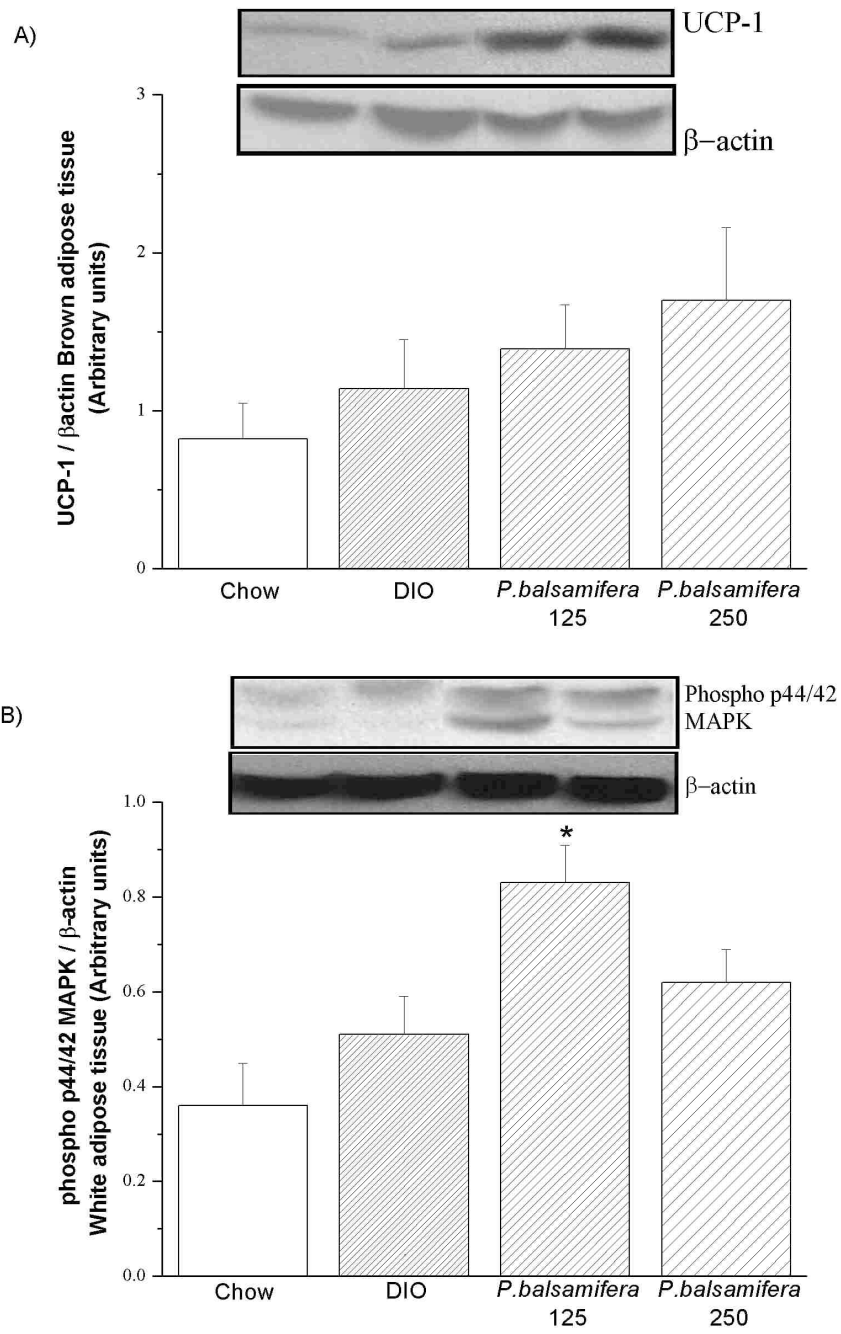 A)
UCP-1
β-actin
UCP-1 / βactin Brown adipose tissue
(Arbitrary units)
3
2
1
0
Chow
DIO
P.balsamifera
125
P.balsamifera
250
B)
Phospho p44/42
MAPK
β-actin
phospho p44/42 MAPK / β-actin
White adipose tissue (Arbitrary units)
1.0
0.8
0.6
0.4
0.2
0.0
*
Chow
DIO
P.balsamifera
125
P.balsamifera
250